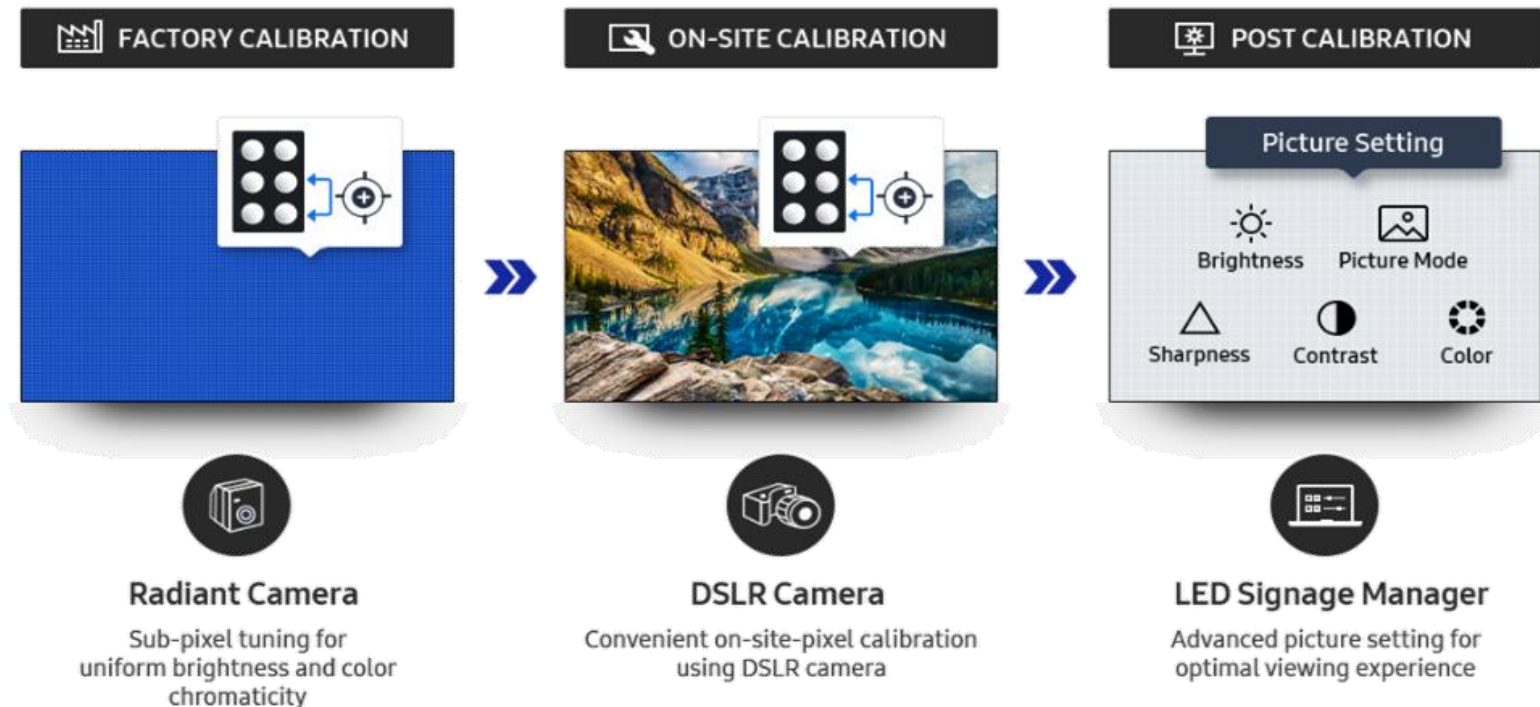 FACTORY CALIBRATION
ON-SITE CALIBRATION
POST CALIBRATION
Picture Setting
Brightness
Picture Mode
Sharpness
Contrast
Color
Radiant Camera
Sub-pixel tuning for
uniform brightness and color
chromaticity
DSLR Camera
Convenient on-site-pixel calibration
using DSLR camera
LED Signage Manager
Advanced picture setting for
optimal viewing experience